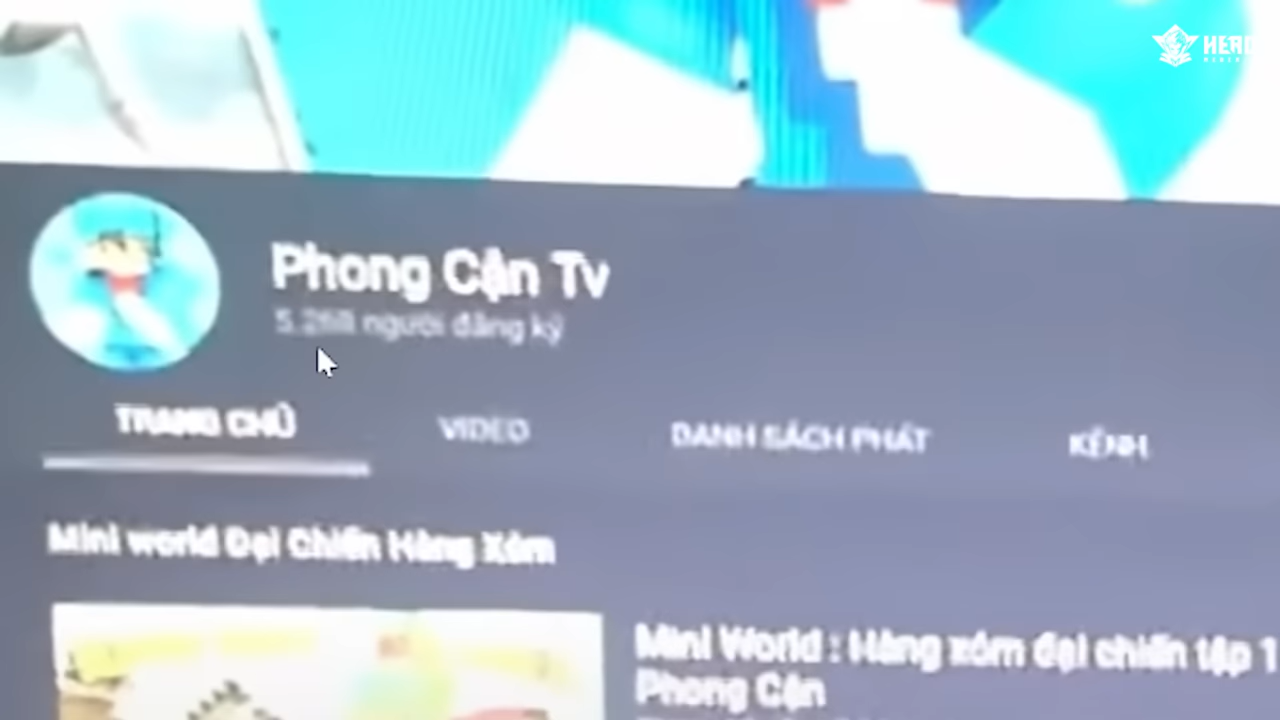 Phong Cận Tv
người đăng ký
TRANG CHỦ
VIDEO
DANH SÁCH PHÁT
KÊNH
Mini world Đại Chiến Hàng Xóm
Mini World : Hàng xóm đại chiến tập 1
Phong Cận